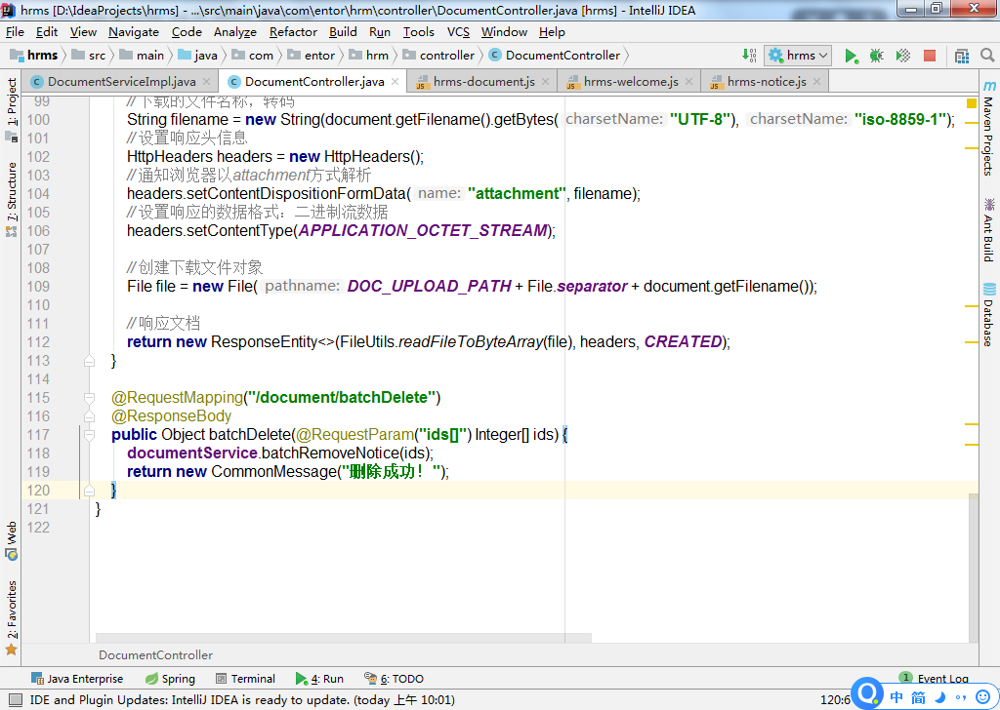 hrms [D:\IdeaProjects\hrms] - ...\src\main\java\com\entor\hrm\controller\DocumentController.java [hrms] - IntelliJ IDEA
File Edit View Navigate Code Analyze Refactor Build Run Tools VCS Window Help
hrms src main java com entor hrm controller DocumentController hrms
DocumentServiceImpl.java DocumentController.java hrms-document.js hrms-welcome.js hrms-notice.js
99 //下载的文件名称，转码
100 String filename = new String(document.getFilename().getBytes( charsetName: "UTF-8"), charsetName: "iso-8859-1");
101 //设置响应头信息
102 HttpHeaders headers = new HttpHeaders();
103 //通知浏览器以attachment方式解析
104 headers.setContentDispositionFormData( name: "attachment", filename);
105 //设置响应的数据格式：二进制流数据
106 headers.setContentType(APPLICATION_OCTET_STREAM);
107
108 //创建下载文件对象
109 File file = new File( pathname: DOC_UPLOAD_PATH + File.separator + document.getFilename());
110
111 //响应文档
112 return new ResponseEntity<>(FileUtils.readFileToByteArray(file), headers, CREATED);
113 }
114
115 @RequestMapping("/document/batchDelete")
116 @ResponseBody
117 public Object batchDelete(@RequestParam("ids[]") Integer[] ids) {
118 documentService.batchRemoveNotice(ids);
119 return new CommonMessage("删除成功！");
120 }
121 }
122
DocumentController
1: Project
7: Structure
Web
2: Favorites
m Maven Projects
Ant Build
Database
Java Enterprise Spring Terminal 4: Run 6: TODO 1 Event Log
IDE and Plugin Updates: IntelliJ IDEA is ready to update. (today 上午 10:01) 120:6 中 简